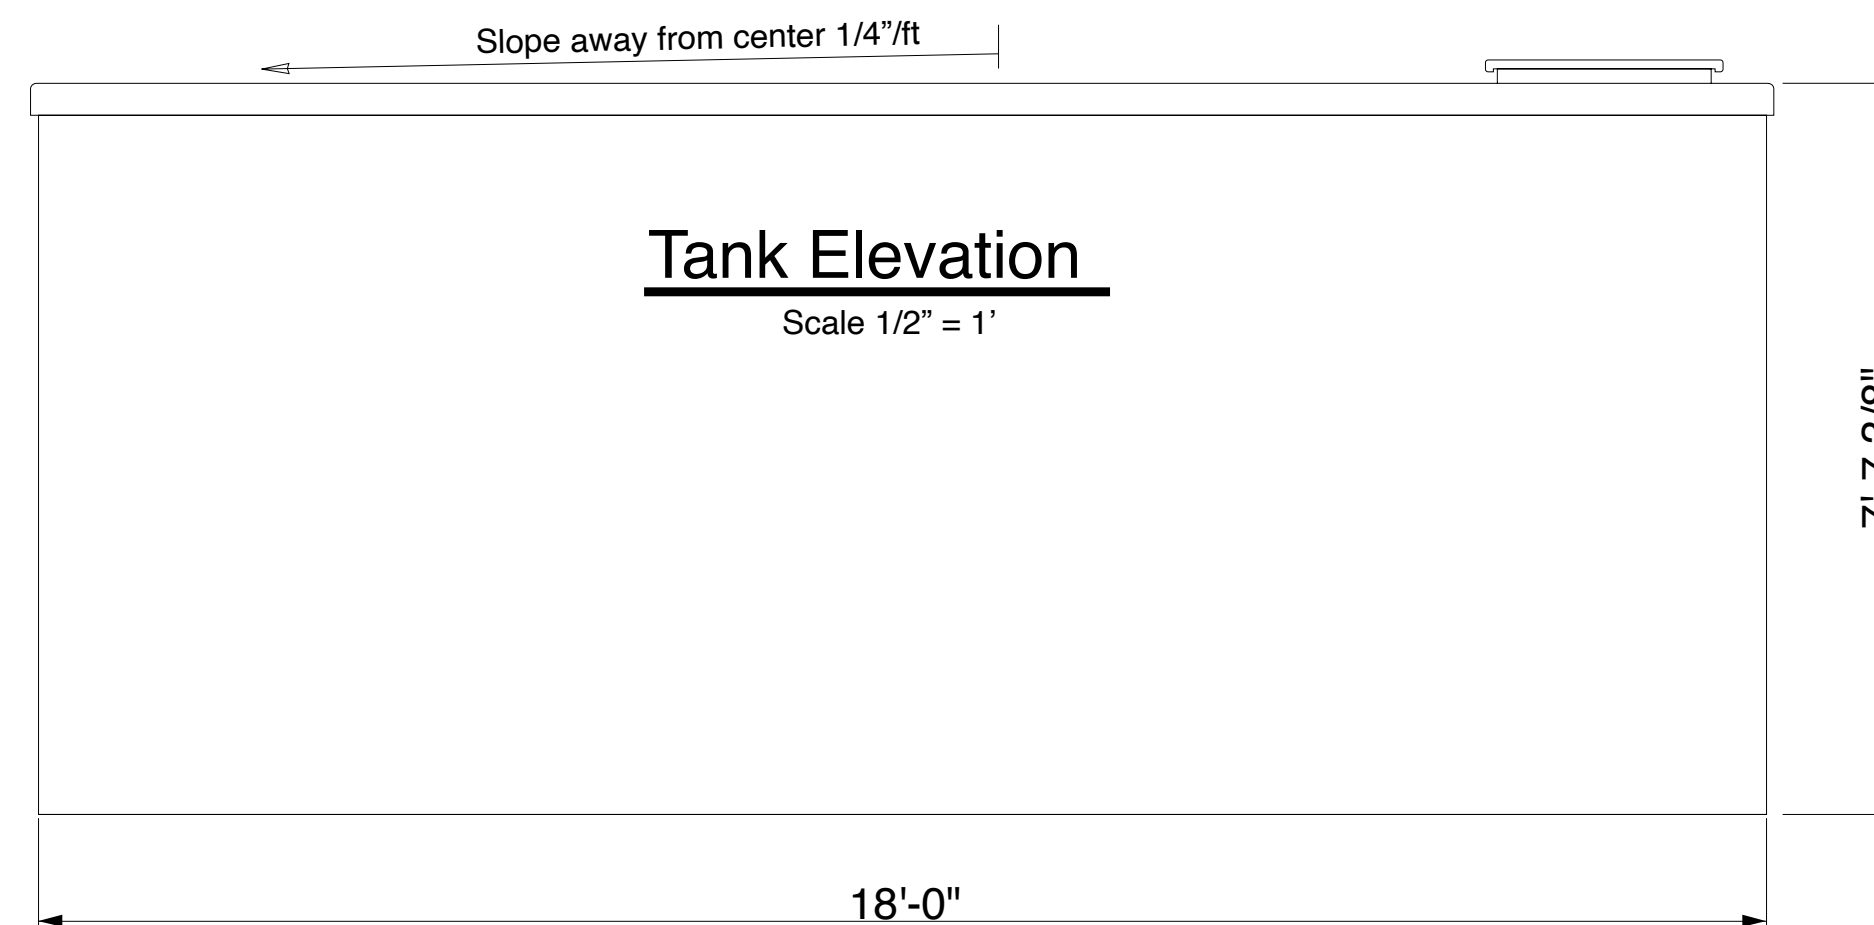 Slope away from center 1/4”/ft
Tank Elevation
Scale 1/2” = 1’
18'-0"